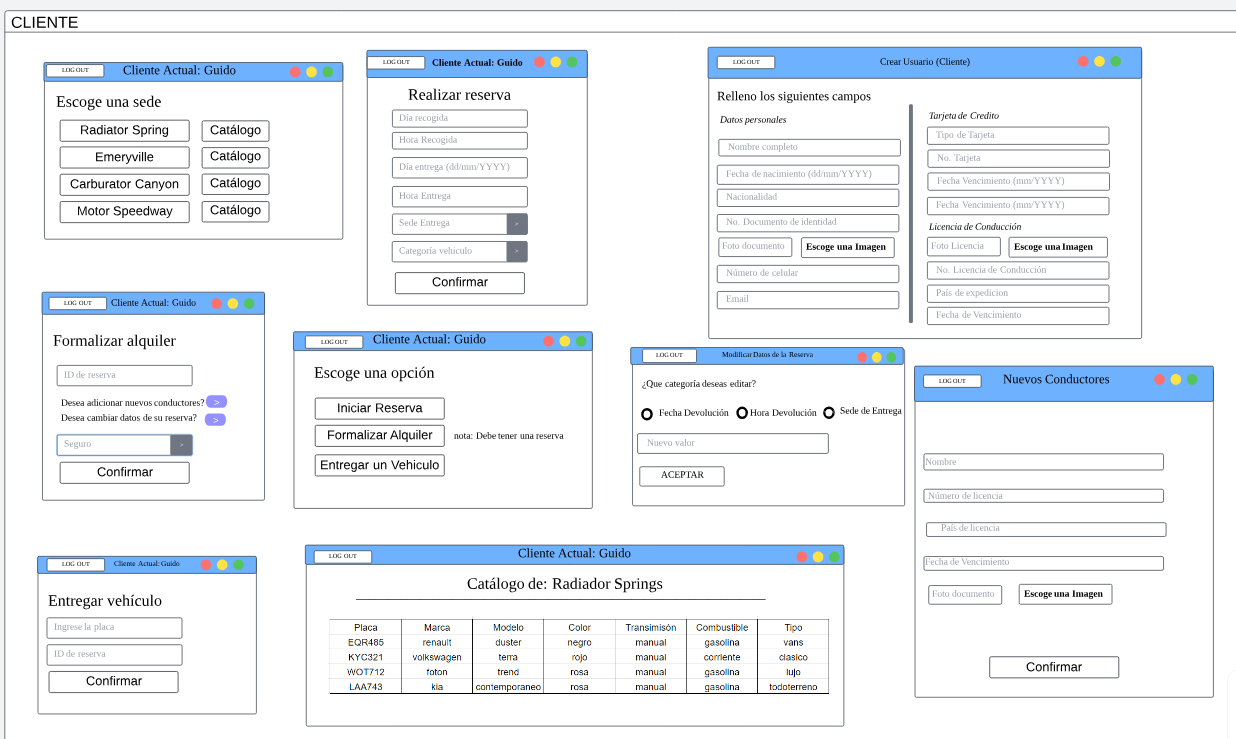 CLIENTE
LOG OUT
Cliente Actual: Guido
Escoge una sede
Radiator Spring
Catálogo
Emeryville
Catálogo
Carburator Canyon
Catálogo
Motor Speedway
Catálogo
LOG OUT
Cliente Actual: Guido
Realizar reserva
Día recogida
Hora Recogida
Día entrega (dd/mm/YYYY)
Hora Entrega
Sede Entrega
>
Categoría vehiculo
>
Confirmar
LOG OUT
Crear Usuario (Cliente)
Relleno los siguientes campos
Datos personales
Nombre completo
Fecha de nacimiento (dd/mm/YYYY)
Nacionalidad
No. Documento de identidad
Foto documento
Escoge una Imagen
Número de celular
Email
Tarjeta de Credito
Tipo de Tarjeta
No. Tarjeta
Fecha Vencimiento (mm/YYYY)
Fecha Vencimiento (mm/YYYY)
Licencia de Conducción
Foto Licencia
Escoge una Imagen
No. Licencia de Conducción
País de expedicion
Fecha de Vencimiento
LOG OUT
Cliente Actual: Guido
Formalizar alquiler
ID de reserva
Desea adicionar nuevos conductores?
>
Desea cambiar datos de su reserva?
>
Seguro
>
Confirmar
LOG OUT
Cliente Actual: Guido
Escoge una opción
Iniciar Reserva
Formalizar Alquiler
nota: Debe tener una reserva
Entregar un Vehiculo
LOG OUT
Modificar Datos de la Reserva
¿Que categoría deseas editar?
Fecha Devolución
Hora Devolución
Sede de Entrega
Nuevo valor
ACEPTAR
LOG OUT
Nuevos Conductores
Nombre
Número de licencia
País de licencia
Fecha de Vencimiento
Foto documento
Escoge una Imagen
Confirmar
LOG OUT
Cliente Actual: Guido
Entregar vehículo
Ingrese la placa
ID de reserva
Confirmar
LOG OUT
Cliente Actual: Guido
Catálogo de: Radiador Springs
Placa Marca Modelo Color Transimisón Combustible Tipo
EQR485 renault duster negro manual gasolina vans
KYC321 volkswagen terra rojo manual corriente clasico
WOT712 foton trend rosa manual gasolina lujo
LAA743 kia contemporaneo rosa manual gasolina todoterreno